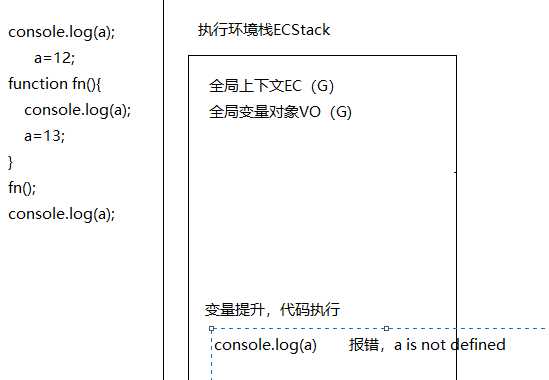 console.log(a);
a=12;
function fn(){
console.log(a);
a=13;
}
fn();
console.log(a);
执行环境栈ECStack
全局上下文EC（G）
全局变量对象VO（G)
变量提升，代码执行
console.log(a) 报错，a is not defined